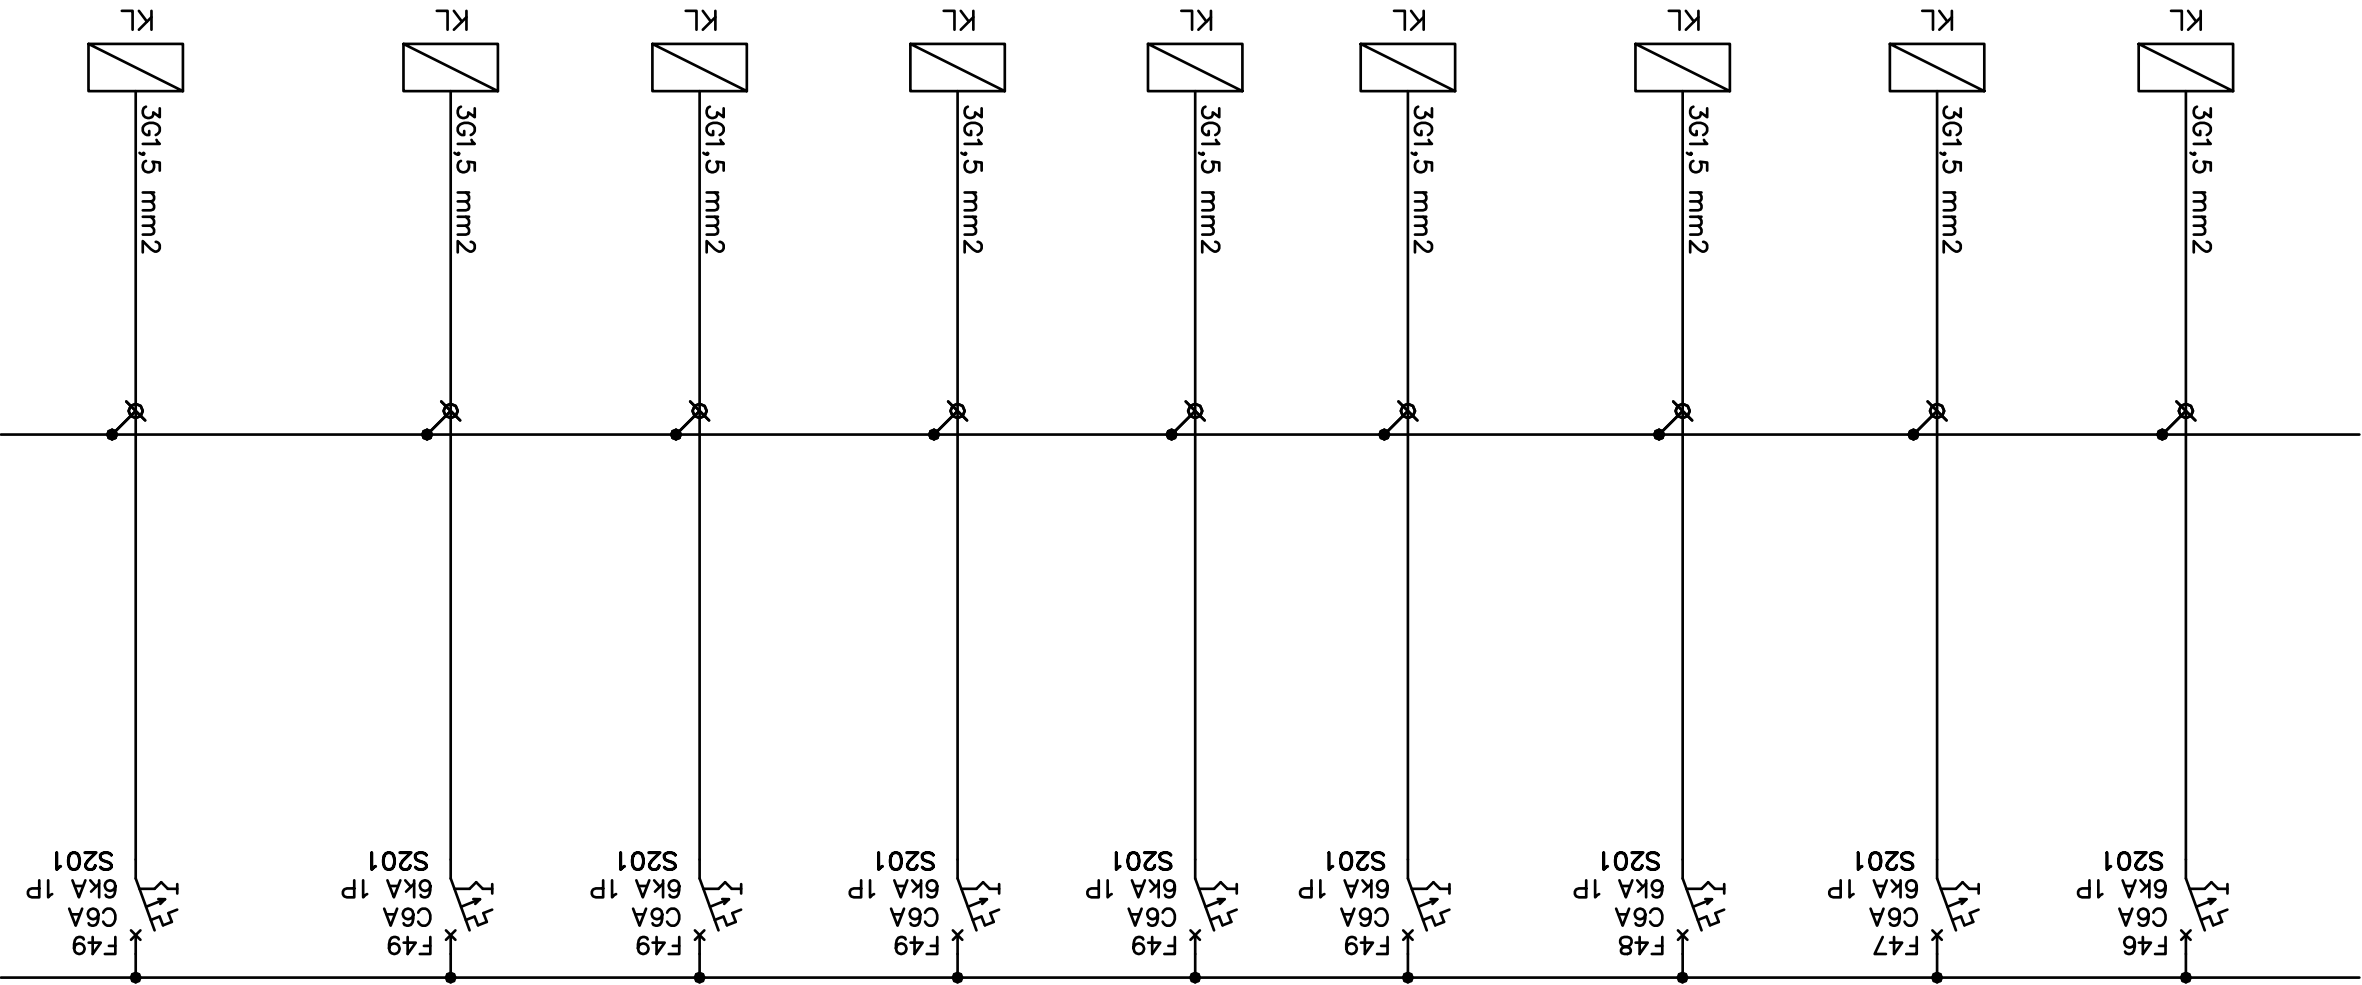 F46
C6A
6kA 1P
S201
3G1,5 mm2
KL
F47
C6A
6kA 1P
S201
3G1,5 mm2
KL
F48
C6A
6kA 1P
S201
3G1,5 mm2
KL
F49
C6A
6kA 1P
S201
3G1,5 mm2
KL
F49
C6A
6kA 1P
S201
3G1,5 mm2
KL
F49
C6A
6kA 1P
S201
3G1,5 mm2
KL
F49
C6A
6kA 1P
S201
3G1,5 mm2
KL
F49
C6A
6kA 1P
S201
3G1,5 mm2
KL
F49
C6A
6kA 1P
S201
3G1,5 mm2
KL